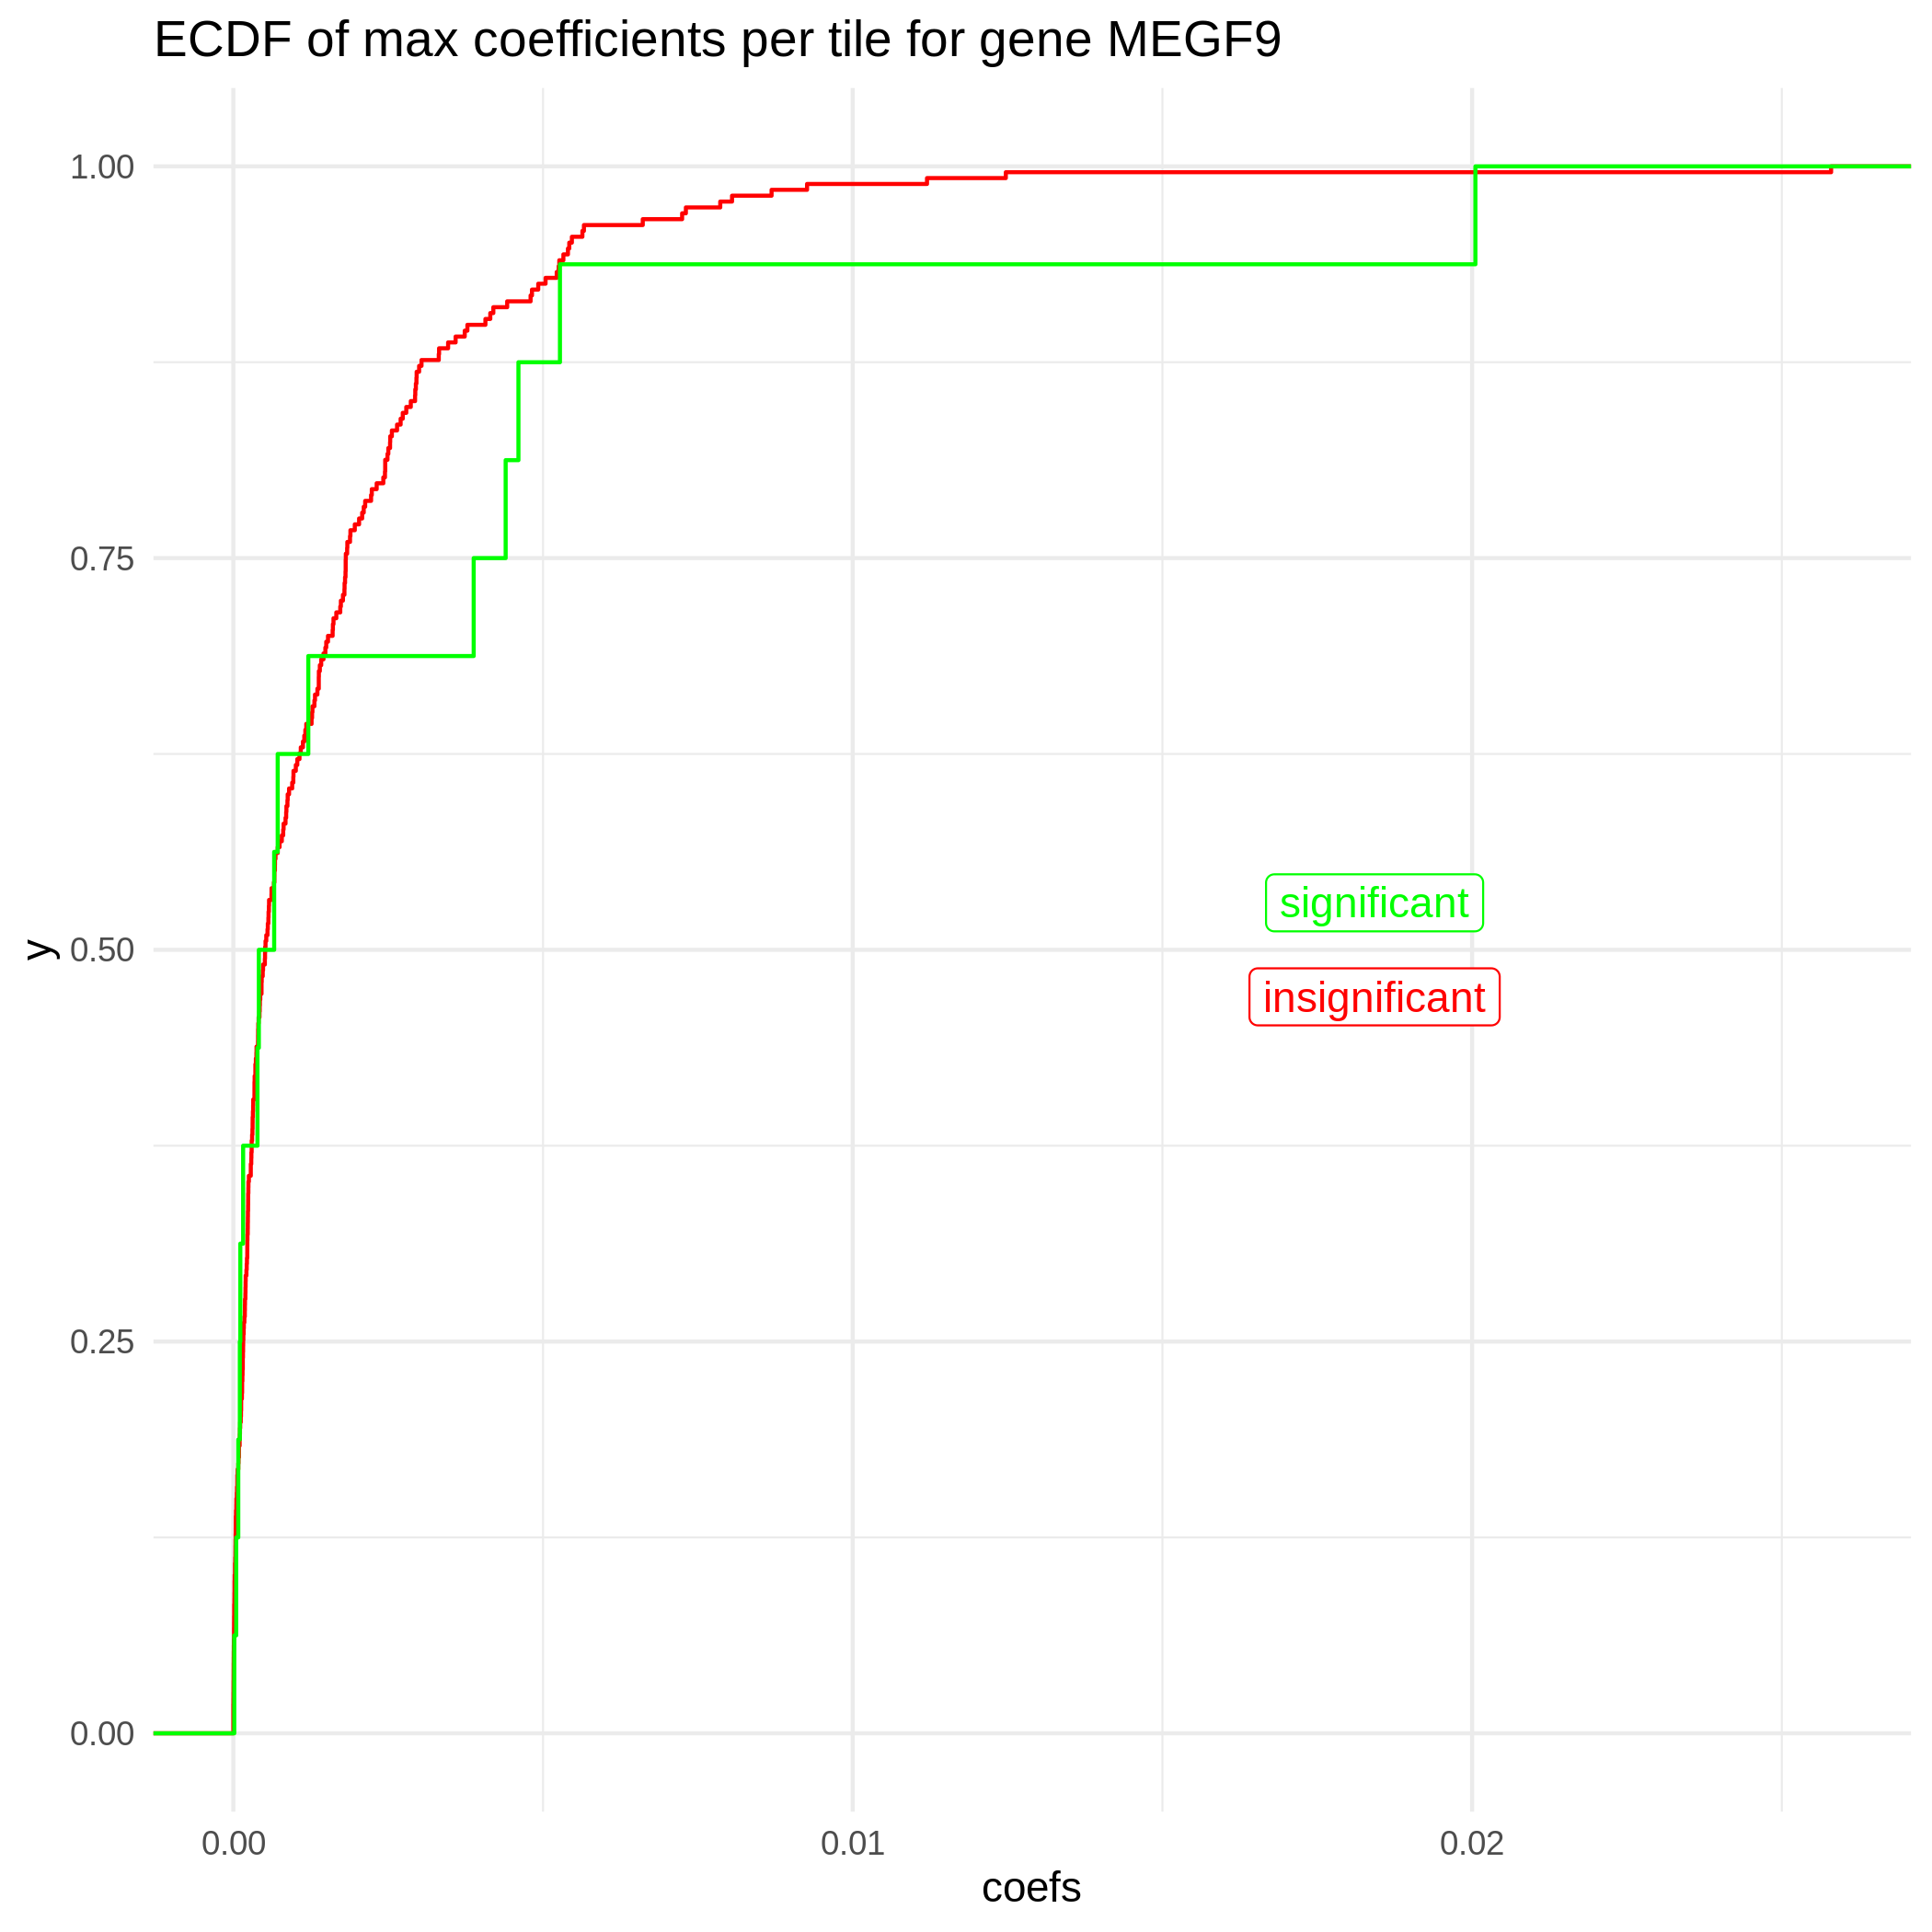 ECDF of max coefficients per tile for gene MEGF9
1.00
0.75
0.50
0.25
0.00
y
significant
insignificant
0.00 0.01 0.02
coefs